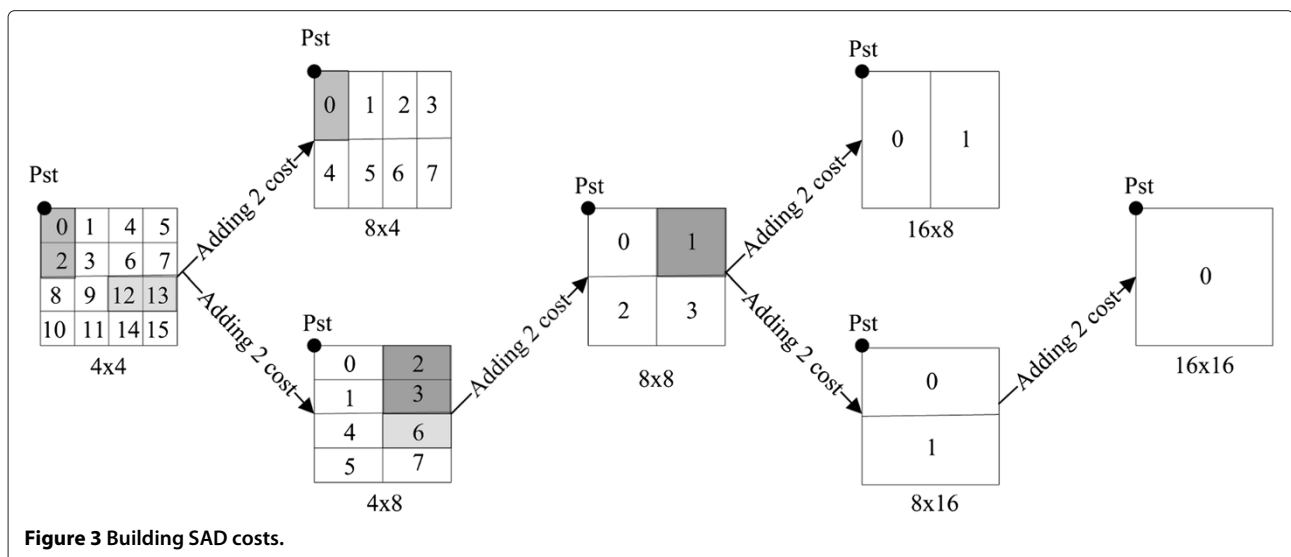 Pst
0 1 2 3
4 5 6 7
8x4
Adding 2 cost
Pst
0 1 4 5
2 3 6 7
8 9 12 13
10 11 14 15
4x4
Adding 2 cost
Pst
0 2
1 3
4 6
5 7
4x8
Adding 2 cost
Pst
0 1
2 3
8x8
Adding 2 cost
Pst
0 1
16x8
Adding 2 cost
Pst
0
1
8x16
Adding 2 cost
Pst
0
16x16
Figure 3 Building SAD costs.